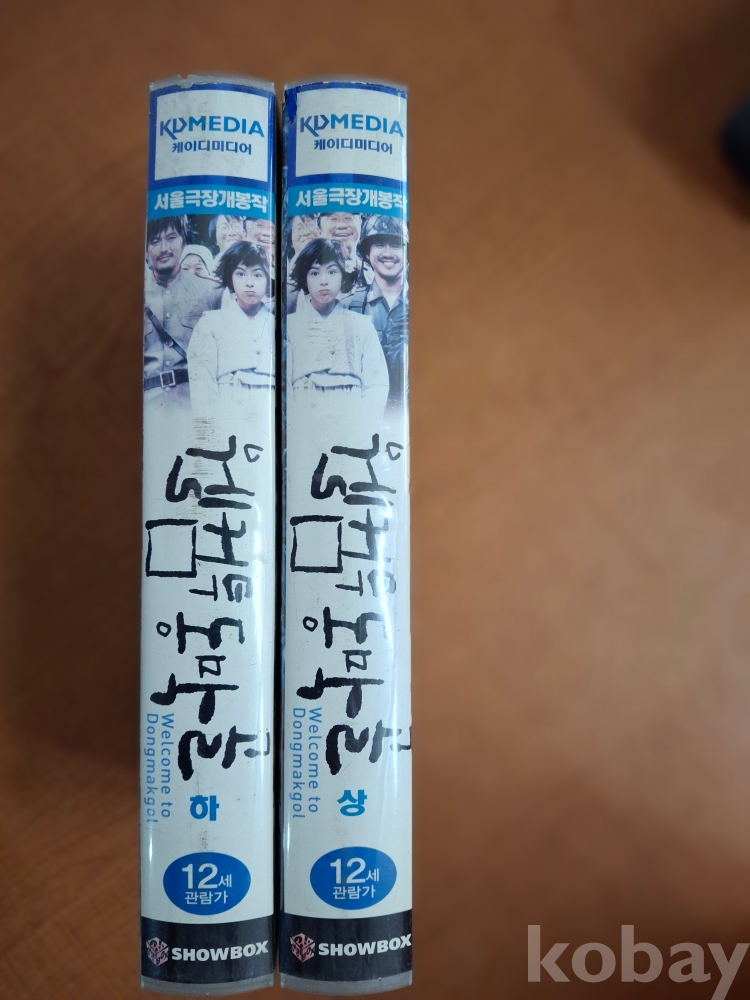 KDMEDIA
케이디미디어
서울극장개봉작
웰컴투
동막골
Welcome to
Dongmakgol
하
12세
관람가
SHOWBOX
KDMEDIA
케이디미디어
서울극장개봉작
웰컴투
동막골
Welcome to
Dongmakgol
상
12세
관람가
SHOWBOX
kobay